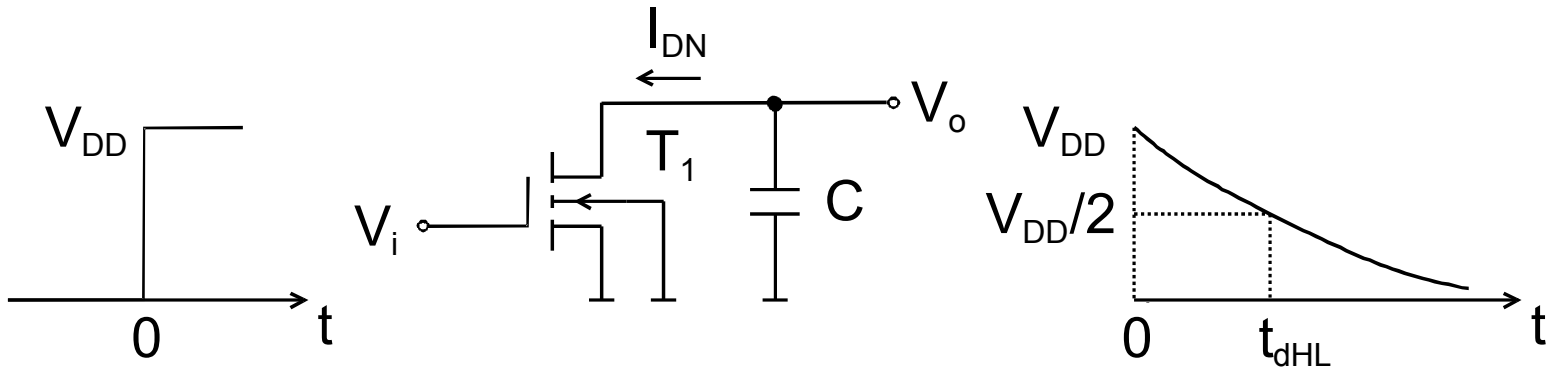 V_DD
0
t
I_DN
V_i
T_1
C
V_o
V_DD
V_DD/2
0
t_dHL
t